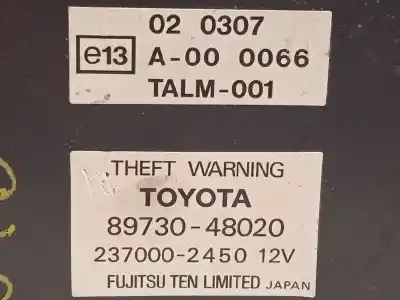 02 0307
e13 A-00 0066
TALM-001
THEFT WARNING
TOYOTA
89730-48020
237000-2450 12V
FUJITSU TEN LIMITED JAPAN